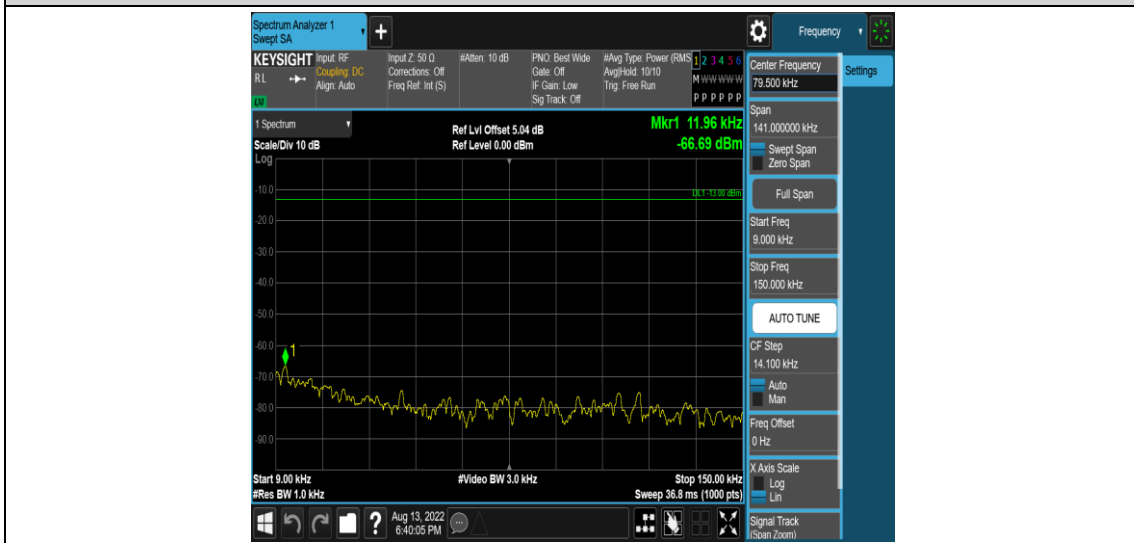 Spectrum Analyzer 1
Swept SA
+
Frequency
KEYSIGHT
RL
LXI
Input: RF
Coupling: DC
Align: Auto
Input Z: 50 Ω
Corrections: Off
Freq Ref: Int (S)
#Atten: 10 dB
PNO: Best Wide
Gate: Off
IF Gain: Low
Sig Track: Off
#Avg Type: Power (RMS
Avg|Hold: 10/10
Trig: Free Run
1 2 3 4 5 6
M W W W W W
P P P P P P
1 Spectrum
Scale/Div 10 dB
Ref Lvl Offset 5.04 dB
Ref Level 0.00 dBm
Mkr1 11.96 kHz
-66.69 dBm
Log
DL1 -13.00 dBm
-10.0
-20.0
-30.0
-40.0
-50.0
-60.0
1
-70.0
-80.0
-90.0
Start 9.00 kHz
#Res BW 1.0 kHz
#Video BW 3.0 kHz
Stop 150.00 kHz
Sweep 36.8 ms (1000 pts)
?
Aug 13, 2022
6:40:05 PM
Center Frequency
79.500 kHz
Settings
Span
141.000000 kHz
Swept Span
Zero Span
Full Span
Start Freq
9.000 kHz
Stop Freq
150.000 kHz
AUTO TUNE
CF Step
14.100 kHz
Auto
Man
Freq Offset
0 Hz
X Axis Scale
Log
Lin
Signal Track
(Span Zoom)